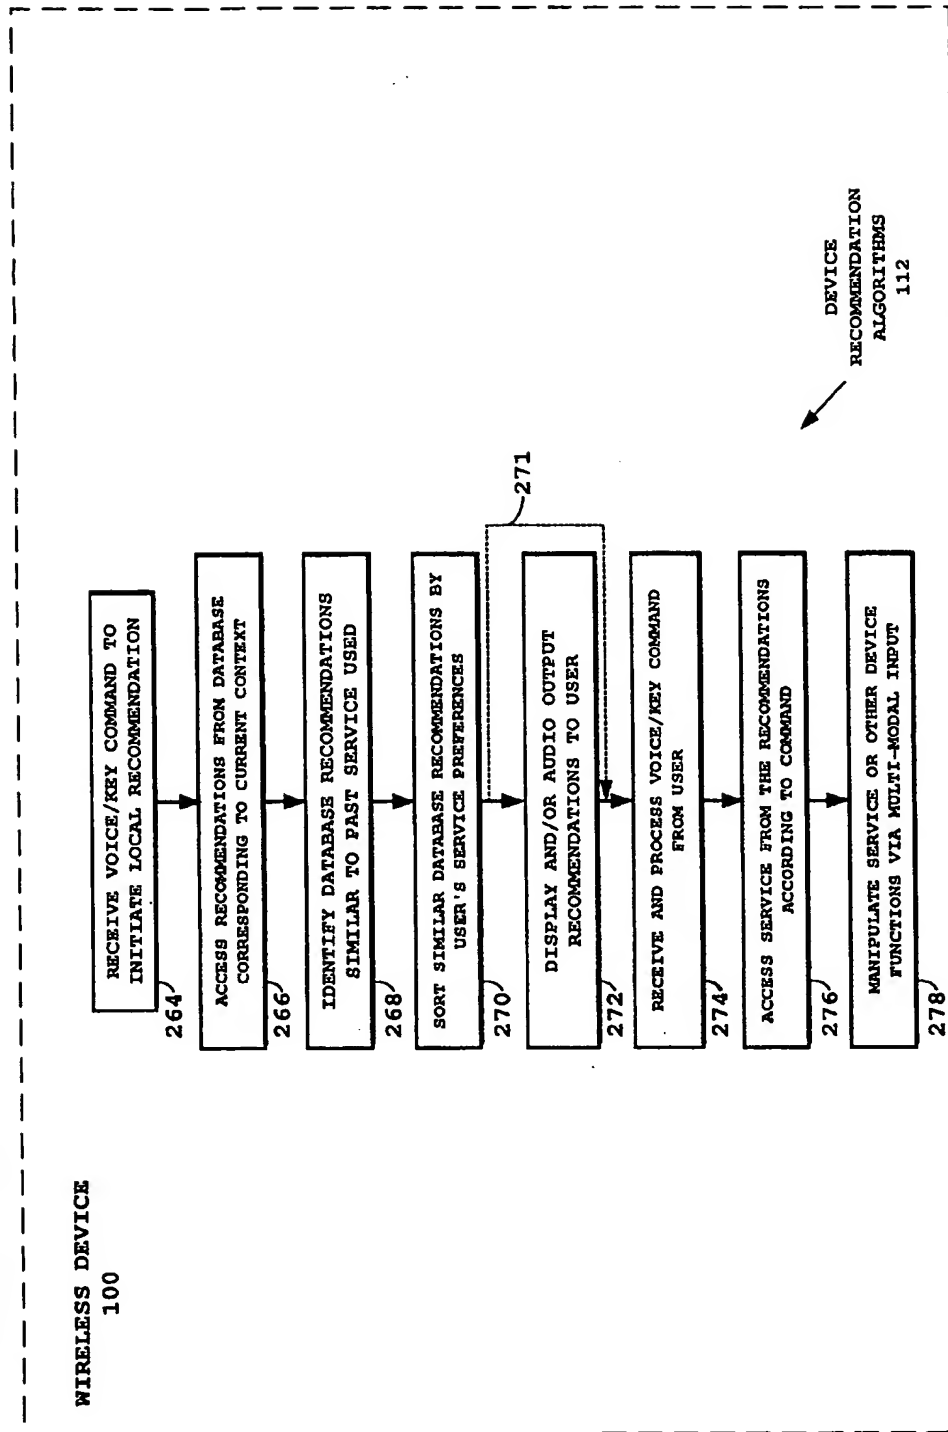 WIRELESS DEVICE
100
RECEIVE VOICE/KEY COMMAND TO
INITIATE LOCAL RECOMMENDATION
264
ACCESS RECOMMENDATIONS FROM DATABASE
CORRESPONDING TO CURRENT CONTEXT
266
IDENTIFY DATABASE RECOMMENDATIONS
SIMILAR TO PAST SERVICE USED
268
SORT SIMILAR DATABASE RECOMMENDATIONS BY
USER'S SERVICE PREFERENCES
270
271
DISPLAY AND/OR AUDIO OUTPUT
RECOMMENDATIONS TO USER
272
RECEIVE AND PROCESS VOICE/KEY COMMAND
FROM USER
274
ACCESS SERVICE FROM THE RECOMMENDATIONS
ACCORDING TO COMMAND
276
MANIPULATE SERVICE OR OTHER DEVICE
FUNCTIONS VIA MULTI-MODAL INPUT
278
DEVICE
RECOMMENDATION
ALGORITHMS
112